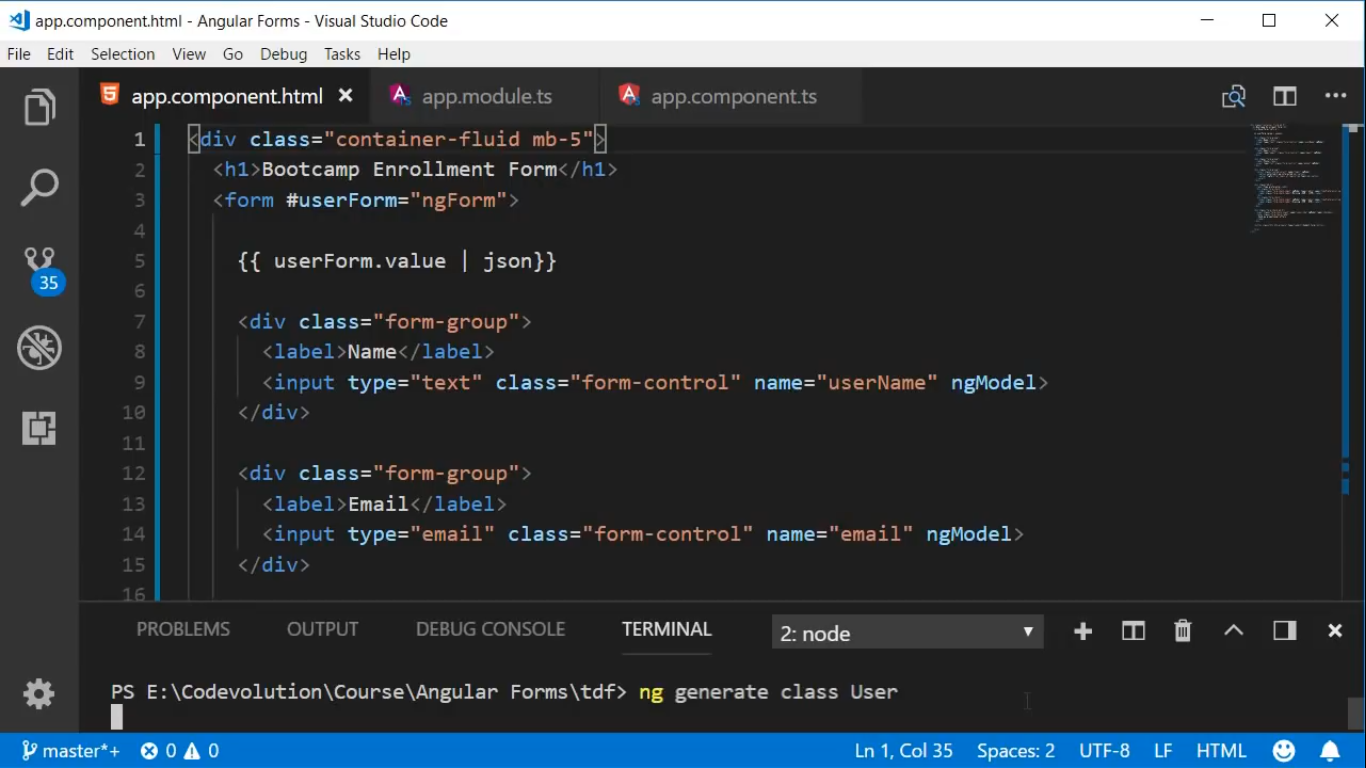 app.component.html - Angular Forms - Visual Studio Code
File Edit Selection View Go Debug Tasks Help
app.component.html app.module.ts app.component.ts
1 <div class="container-fluid mb-5">
2 <h1>Bootcamp Enrollment Form</h1>
3 <form #userForm="ngForm">
4
5 {{ userForm.value | json}}
6
7 <div class="form-group">
8 <label>Name</label>
9 <input type="text" class="form-control" name="userName" ngModel>
10 </div>
11
12 <div class="form-group">
13 <label>Email</label>
14 <input type="email" class="form-control" name="email" ngModel>
15 </div>
16
35
PROBLEMS OUTPUT DEBUG CONSOLE TERMINAL 2: node
PS E:\Codevolution\Course\Angular Forms\tdf> ng generate class User
master*+ 0 0 Ln 1, Col 35 Spaces: 2 UTF-8 LF HTML